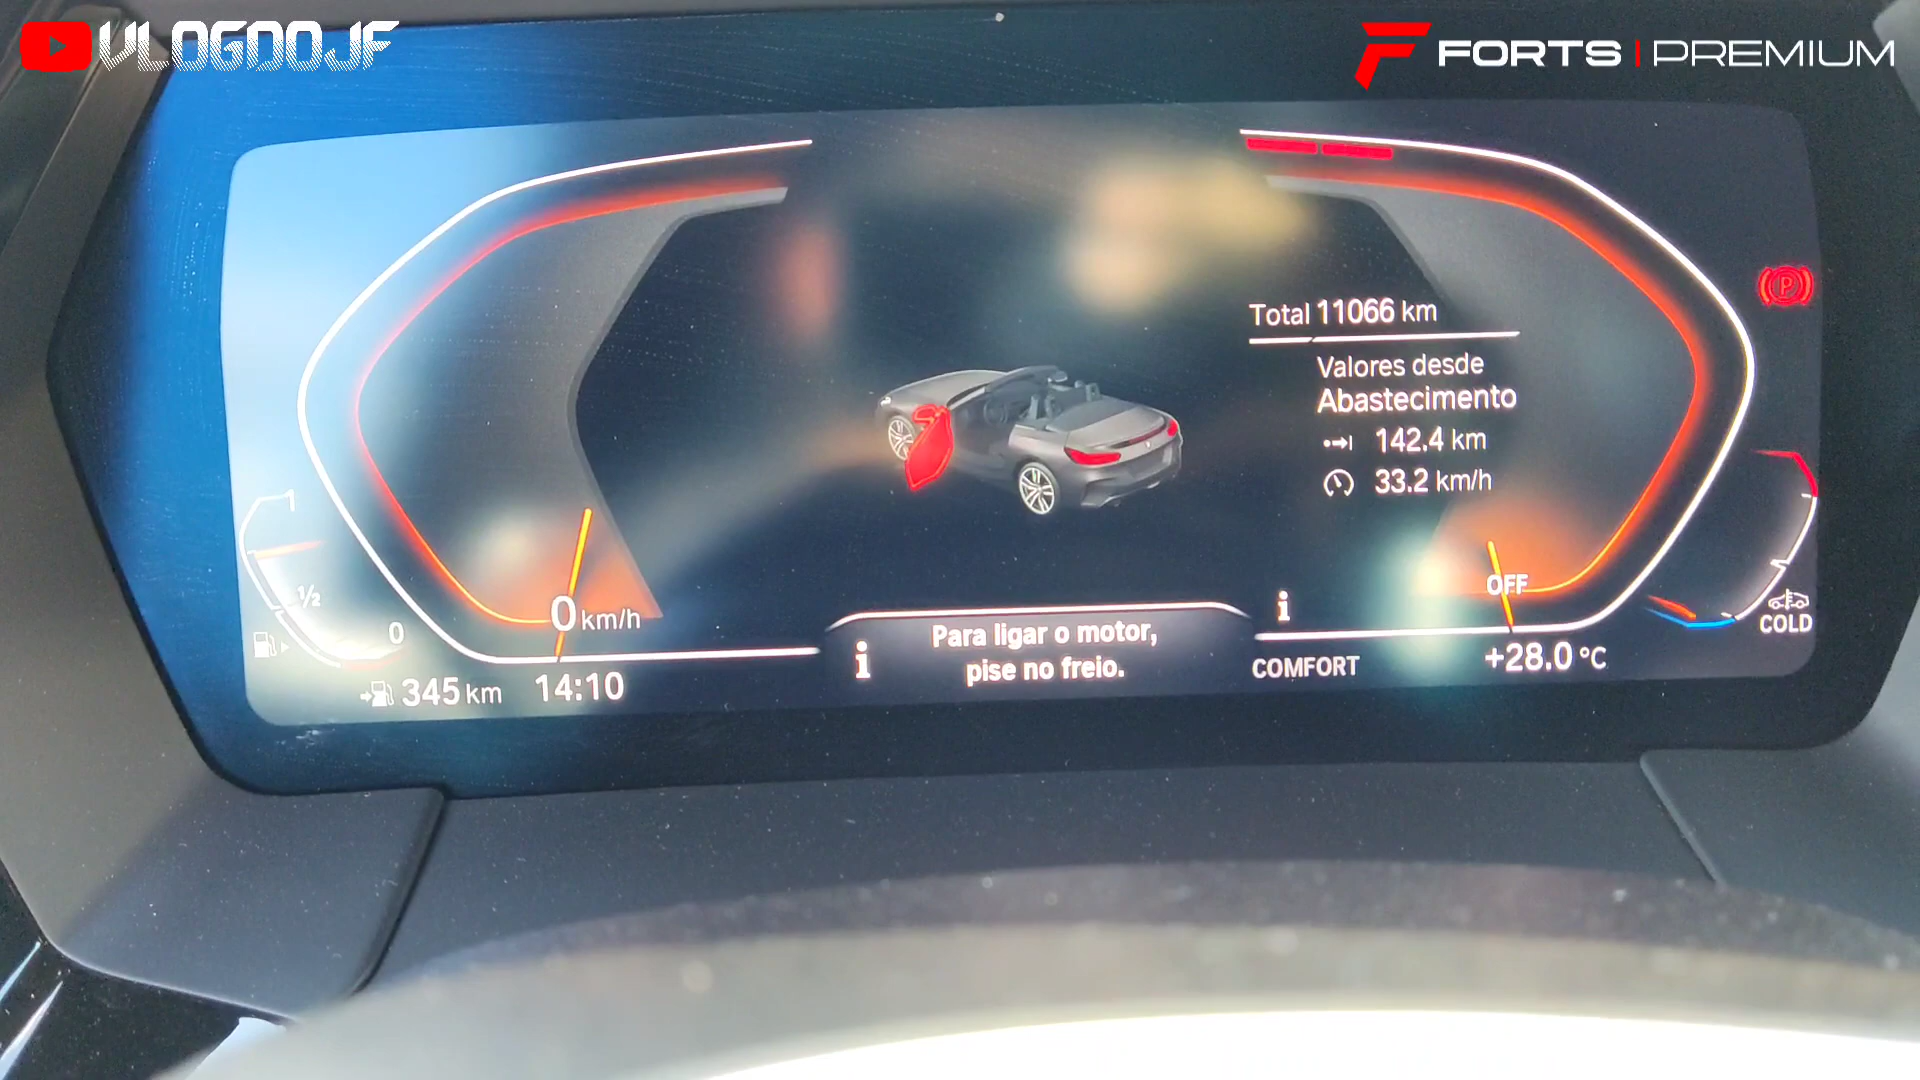 VLOGDOJF
FORTS | PREMIUM
Total 11066 km
Valores desde
Abastecimento
142.4 km
33.2 km/h
P
1
1/2
0
0 km/h
OFF
COLD
Para ligar o motor,
pise no freio.
345 km
14:10
COMFORT
+28.0 °C